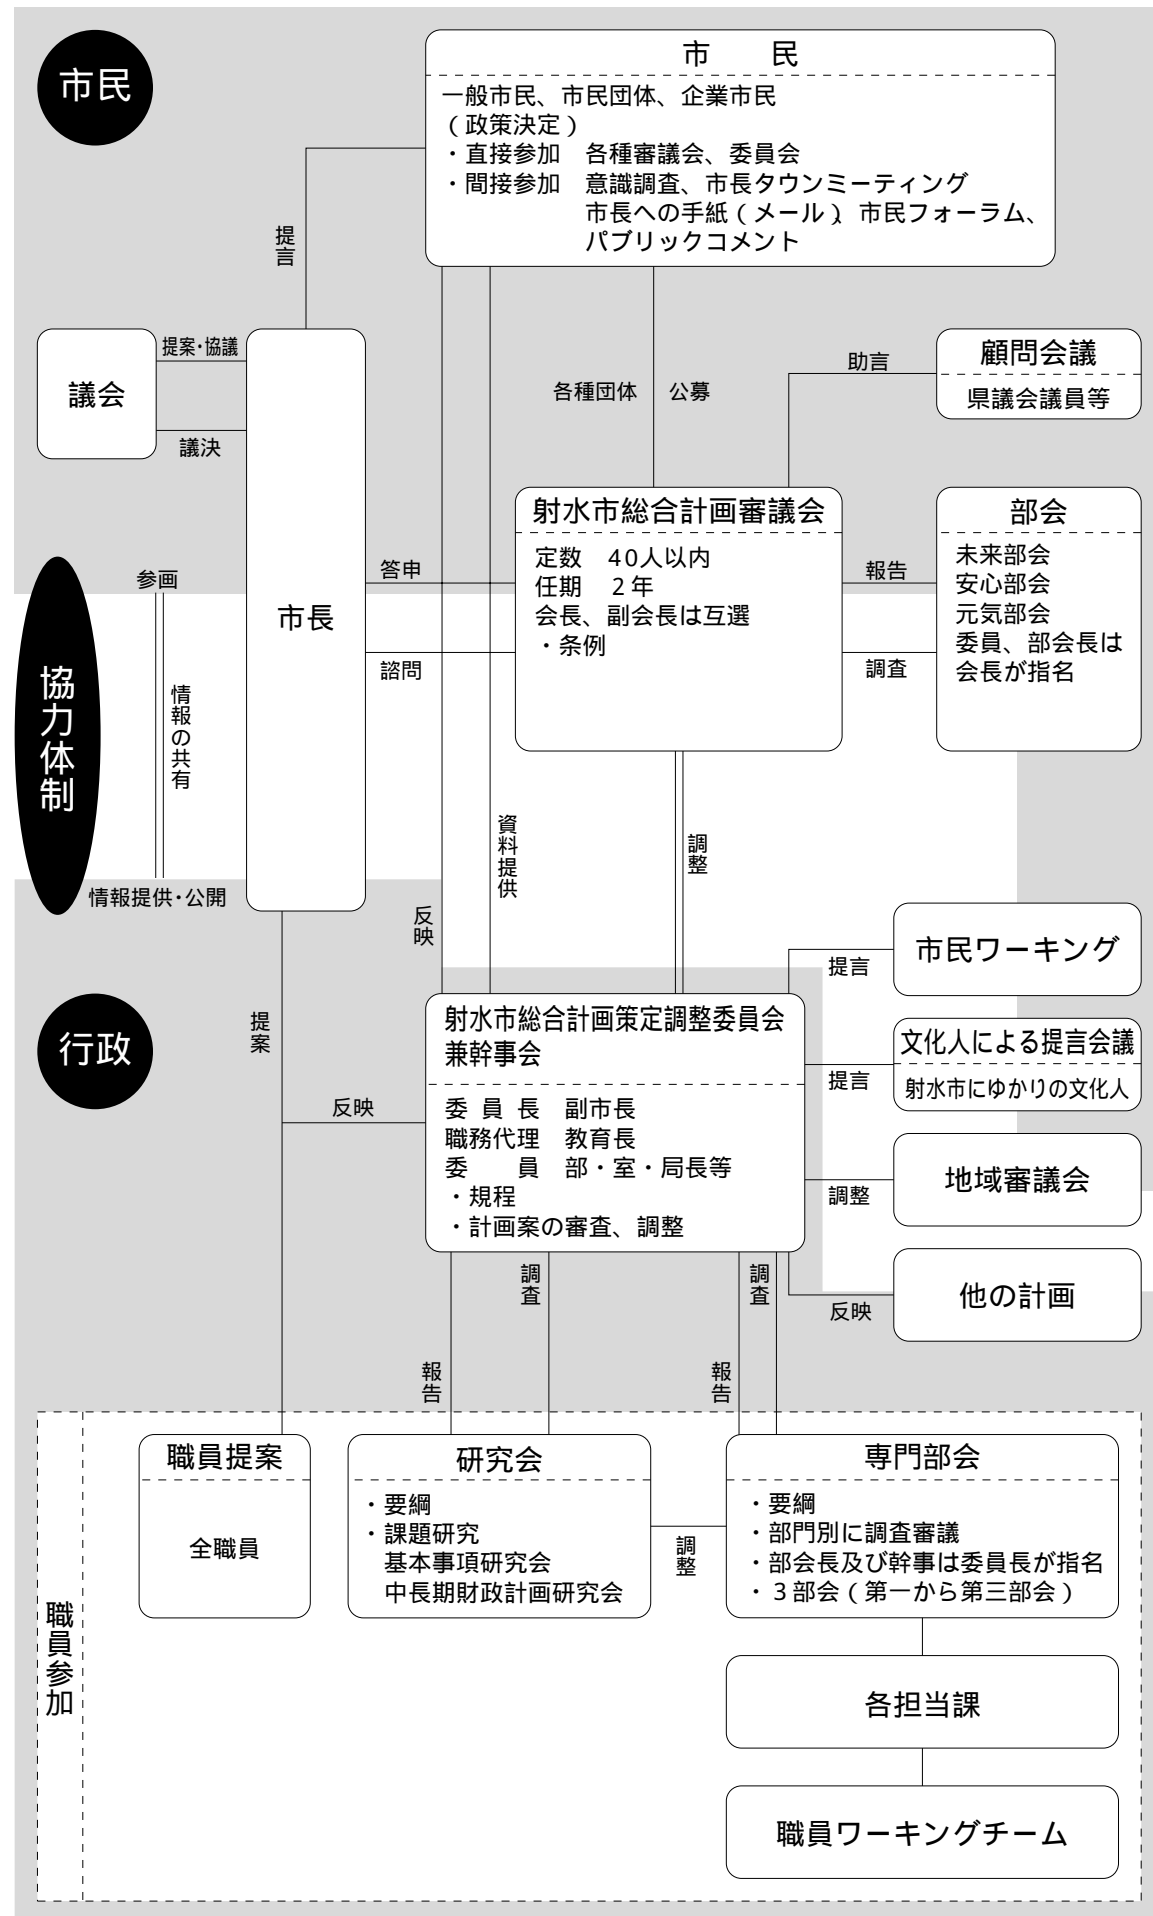 市民
市　　民
一般市民、市民団体、企業市民
（政策決定）
・直接参加　各種審議会、委員会
・間接参加　意識調査、市長タウンミーティング
市長への手紙（メール）、市民フォーラム、
パブリックコメント
提言
議会
提案・協議
議決
市長
各種団体
公募
助言
顧問会議
県議会議員等
射水市総合計画審議会
定数　40人以内
任期　２年
会長、副会長は互選
・条例
答申
諮問
報告
調査
部会
未来部会
安心部会
元気部会
委員、部会長は
会長が指名
協力体制
参画
情報の共有
情報提供・公開
資料提供
調整
反映
行政
提案
反映
射水市総合計画策定調整委員会
兼幹事会
委 員 長　副市長
職務代理　教育長
委　　員　部・室・局長等
・規程
・計画案の審査、調整
提言
市民ワーキング
提言
文化人による提言会議
射水市にゆかりの文化人
調整
地域審議会
反映
他の計画
報告
調査
報告
調査
職員参加
職員提案
全職員
研究会
・要綱
・課題研究
基本事項研究会
中長期財政計画研究会
調整
専門部会
・要綱
・部門別に調査審議
・部会長及び幹事は委員長が指名
・３部会（第一から第三部会）
各担当課
職員ワーキングチーム